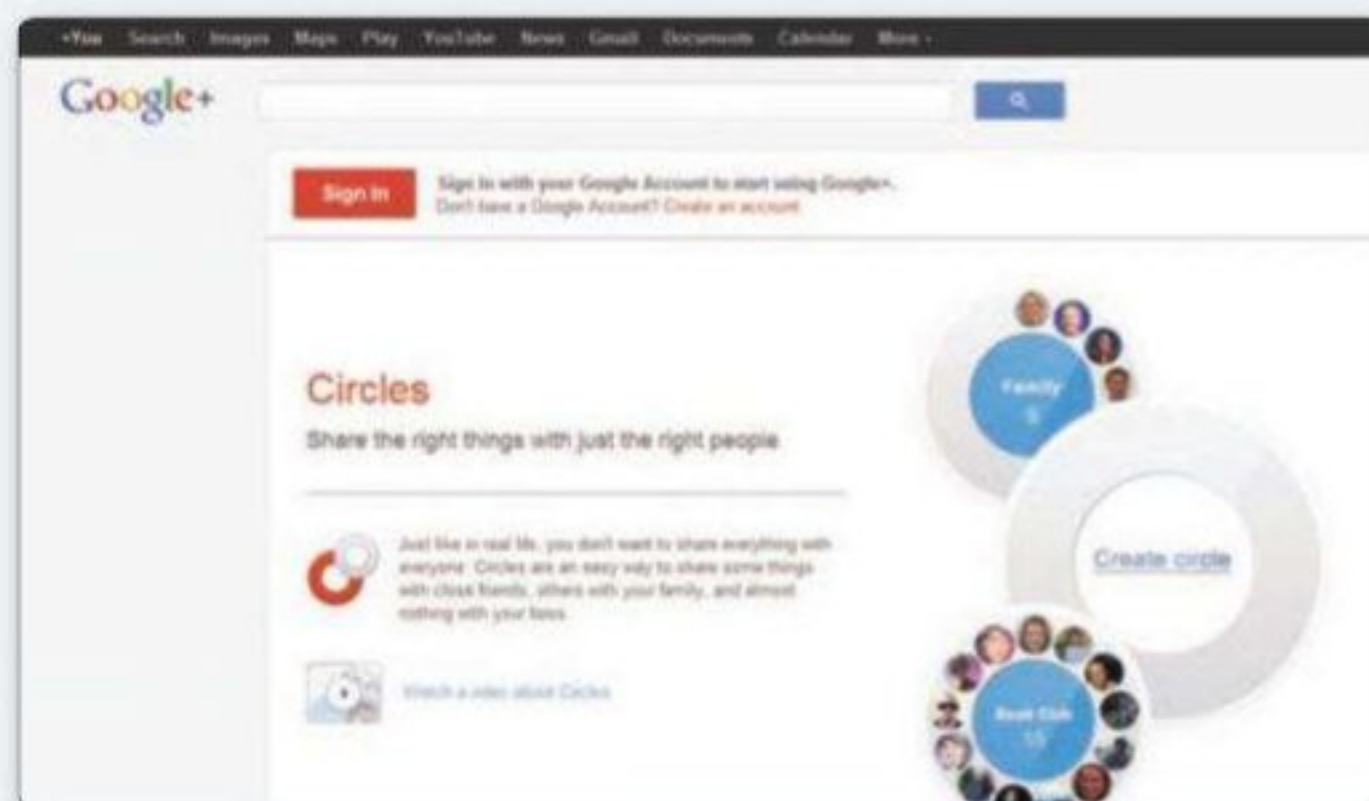 +You Search Images Maps Play YouTube News Gmail Documents Calendar More
Google+
Sign In
Sign In with your Google Account to start using Google+.
Don't have a Google Account? Create an account
Circles
Share the right things with just the right people
Just like in real life, you don't want to share everything with
everyone. Circles are an easy way to share some things
with close friends, others with your family, and almost
nothing with your boss.
Watch a video about Circles
Family
Create circle
Book Club
15